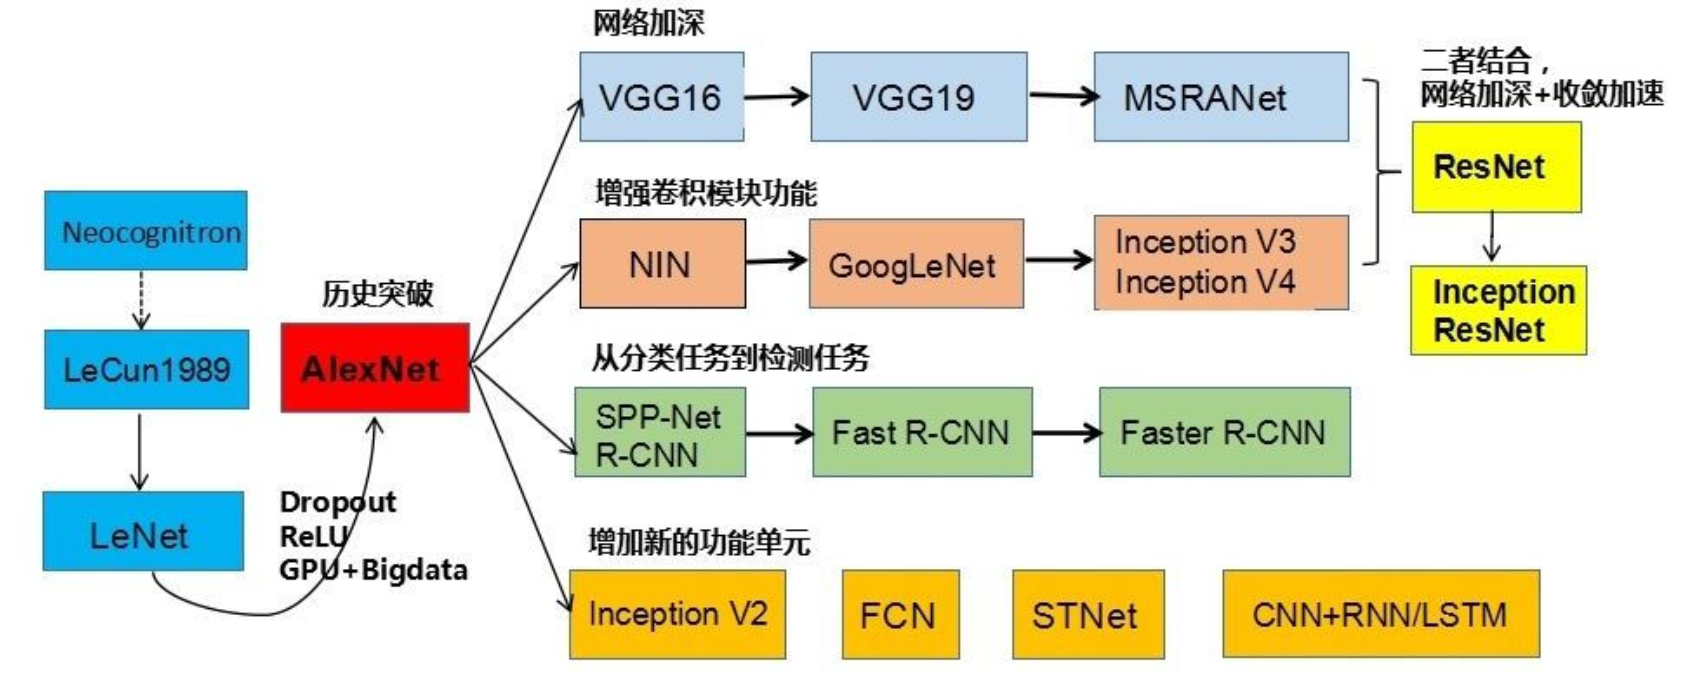 网络加深
VGG16
VGG19
MSRANet
二者结合，
网络加深+收敛加速
ResNet
Inception
ResNet
增强卷积模块功能
NIN
GoogLeNet
Inception V3
Inception V4
Neocognitron
LeCun1989
LeNet
历史突破
AlexNet
Dropout
ReLU
GPU+Bigdata
从分类任务到检测任务
SPP-Net
R-CNN
Fast R-CNN
Faster R-CNN
增加新的功能单元
Inception V2
FCN
STNet
CNN+RNN/LSTM